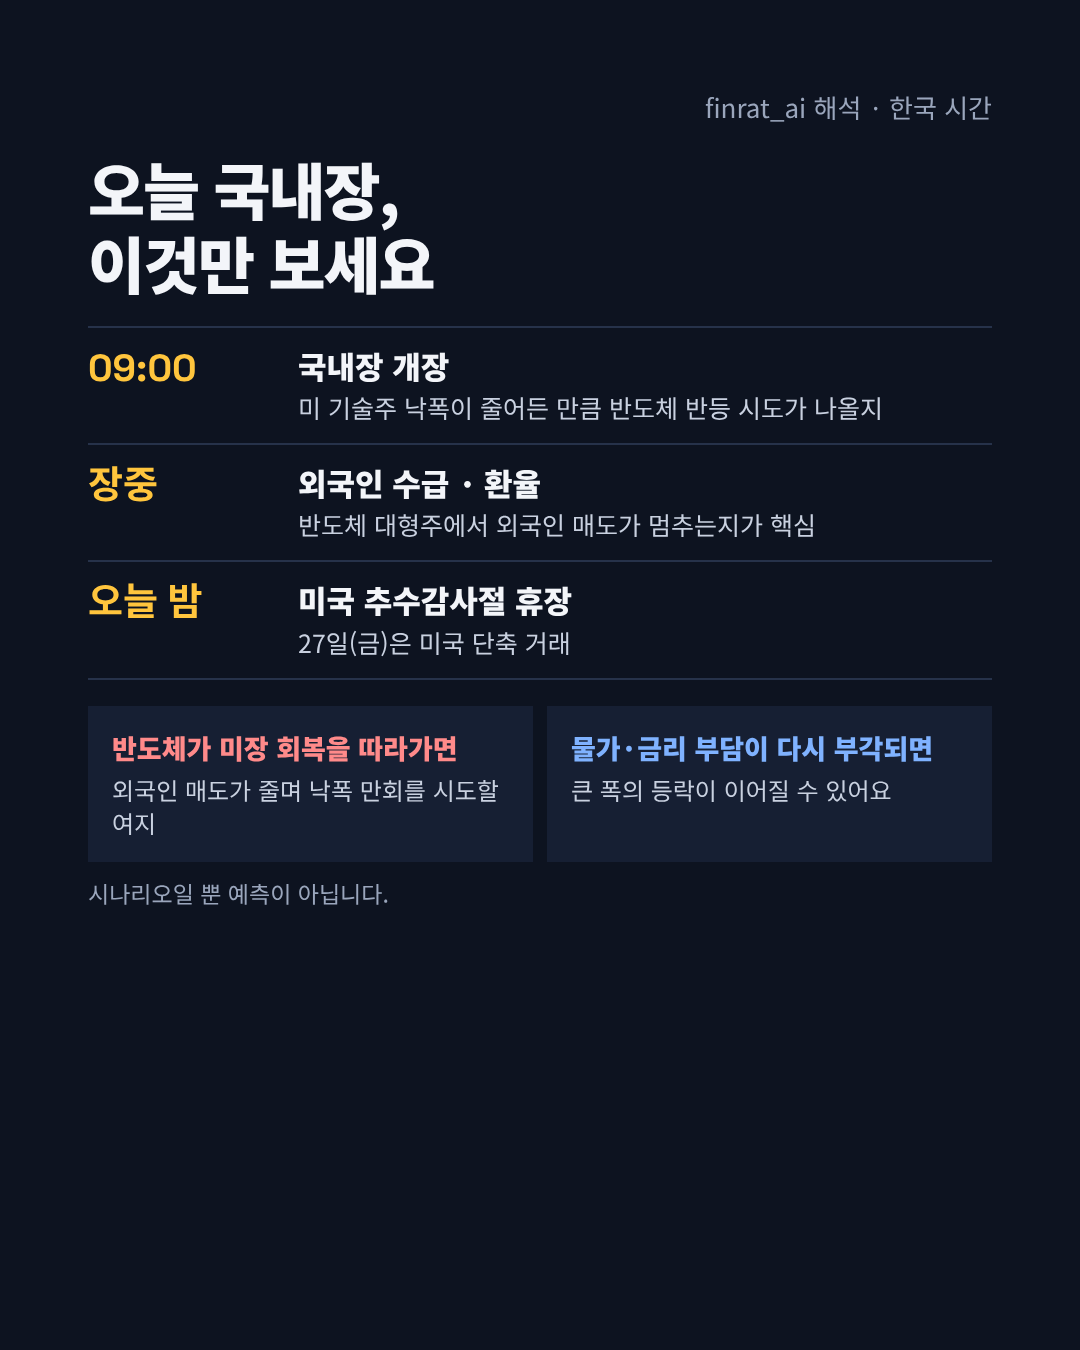 finrat_ai 해석 · 한국 시간
오늘 국내장,
이것만 보세요
09:00
국내장 개장
미 기술주 낙폭이 줄어든 만큼 반도체 반등 시도가 나올지
장중
외국인 수급 · 환율
반도체 대형주에서 외국인 매도가 멈추는지가 핵심
오늘 밤
미국 추수감사절 휴장
27일(금)은 미국 단축 거래
반도체가 미장 회복을 따라가면
외국인 매도가 줄며 낙폭 만회를 시도할
여지
물가·금리 부담이 다시 부각되면
큰 폭의 등락이 이어질 수 있어요
시나리오일 뿐 예측이 아닙니다.